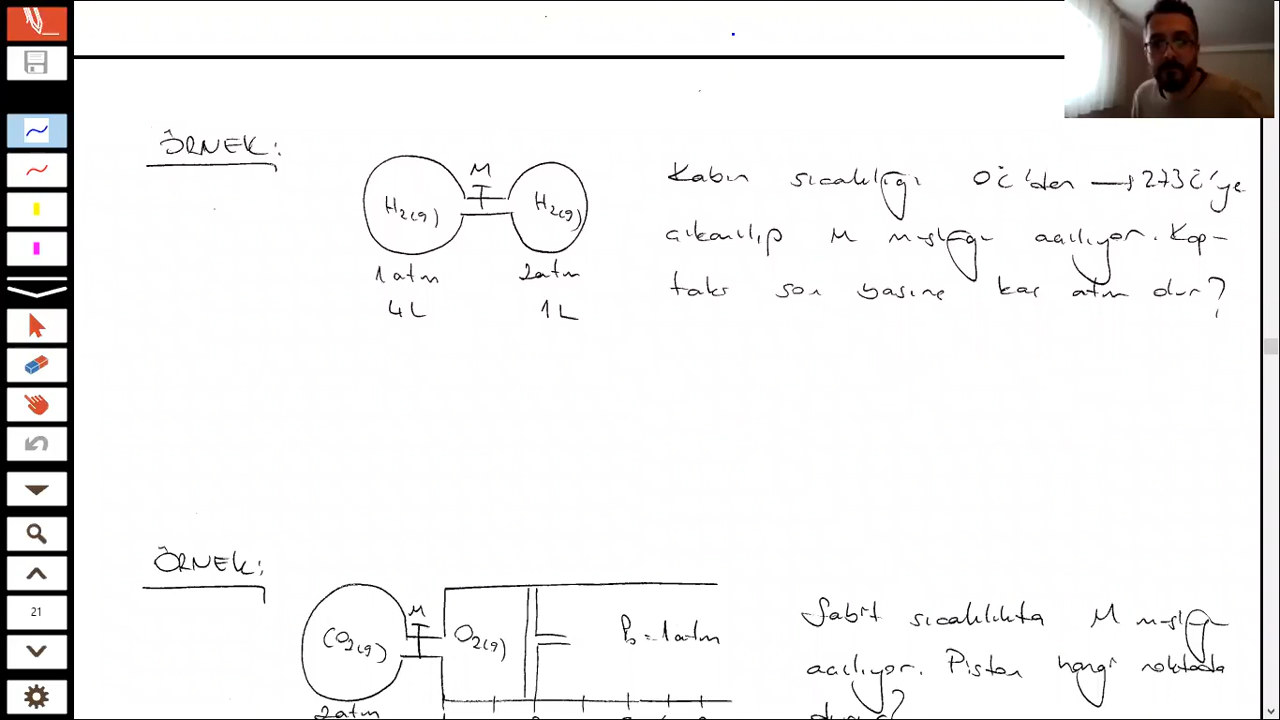 ÖRNEK:
M
H2(g) H2(g)
1 atm 2 atm
4 L 1 L
Kabın sıcaklığı 0°C'den → 273°C'ye
çıkarılıp M musluğu açılıyor. Kap-
taki son basınç kaç atm dir?
ÖRNEK:
M
CO2(g) O2(g) P0 = 1 atm
2 atm
Sabit sıcaklıkta M musluğu
açılıyor. Piston hangi noktada
21